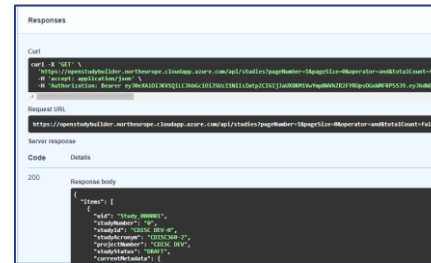 Responses
Curl
curl -X 'GET' \
'https://openstudybuilder.northeurope.cloudapp.azure.com/api/studies?pageNumber=1&pageSize=0&operator=and&totalCount=f
-H 'accept: application/json' \
-H 'Authorization: Bearer
Request URL
https://openstudybuilder.northeurope.cloudapp.azure.com/api/studies?pageNumber=1&pageSize=0&operator=and&totalCount=fal
Server response
Code Details
200
Response body
{
"items": [
{
"uid": "Study_000001",
"studyNumber": "0",
"studyId": "CDISC DEV-0",
"studyAcronym": "CDISC360-2",
"projectNumber": "CDISC DEV",
"studyStatus": "DRAFT",
"currentMetadata": {